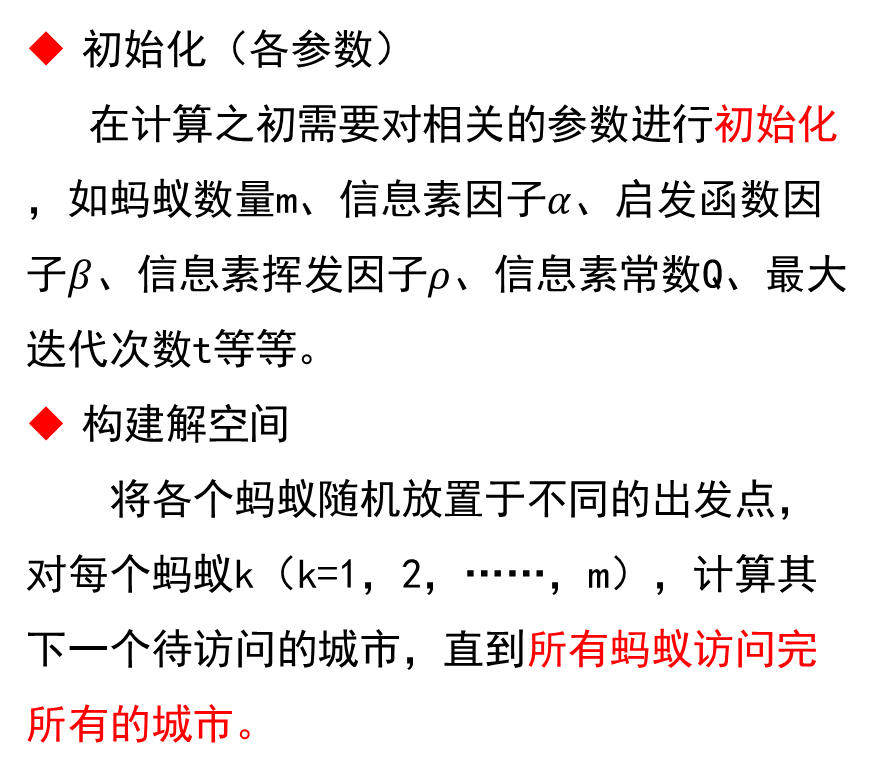 ◆ 初始化（各参数）
在计算之初需要对相关的参数进行初始化
，如蚂蚁数量m、信息素因子α、启发函数因
子β、信息素挥发因子ρ、信息素常数Q、最大
迭代次数t等等。
◆ 构建解空间
将各个蚂蚁随机放置于不同的出发点，
对每个蚂蚁k（k=1，2，……，m），计算其
下一个待访问的城市，直到所有蚂蚁访问完
所有的城市。